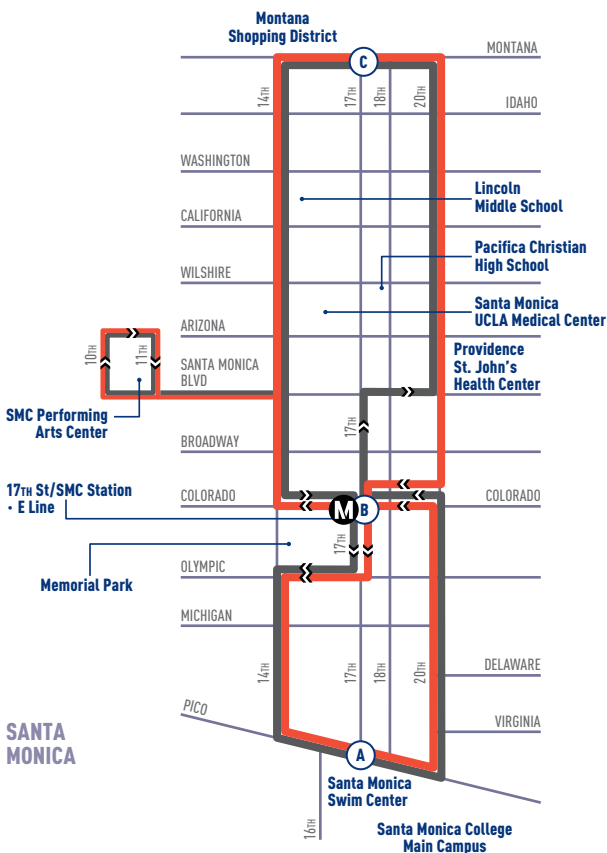 Montana
Shopping District
MONTANA
C
14TH
17TH
18TH
20TH
IDAHO
WASHINGTON
Lincoln
Middle School
CALIFORNIA
Pacifica Christian
High School
WILSHIRE
Santa Monica
UCLA Medical Center
ARIZONA
10TH
11TH
SANTA MONICA
BLVD
Providence
St. John's
Health Center
SMC Performing
Arts Center
17TH
BROADWAY
17TH St/SMC Station
• E Line
COLORADO
M
B
COLORADO
17TH
Memorial Park
OLYMPIC
MICHIGAN
14TH
17TH
18TH
20TH
DELAWARE
PICO
VIRGINIA
SANTA
MONICA
A
Santa Monica
Swim Center
16TH
Santa Monica College
Main Campus